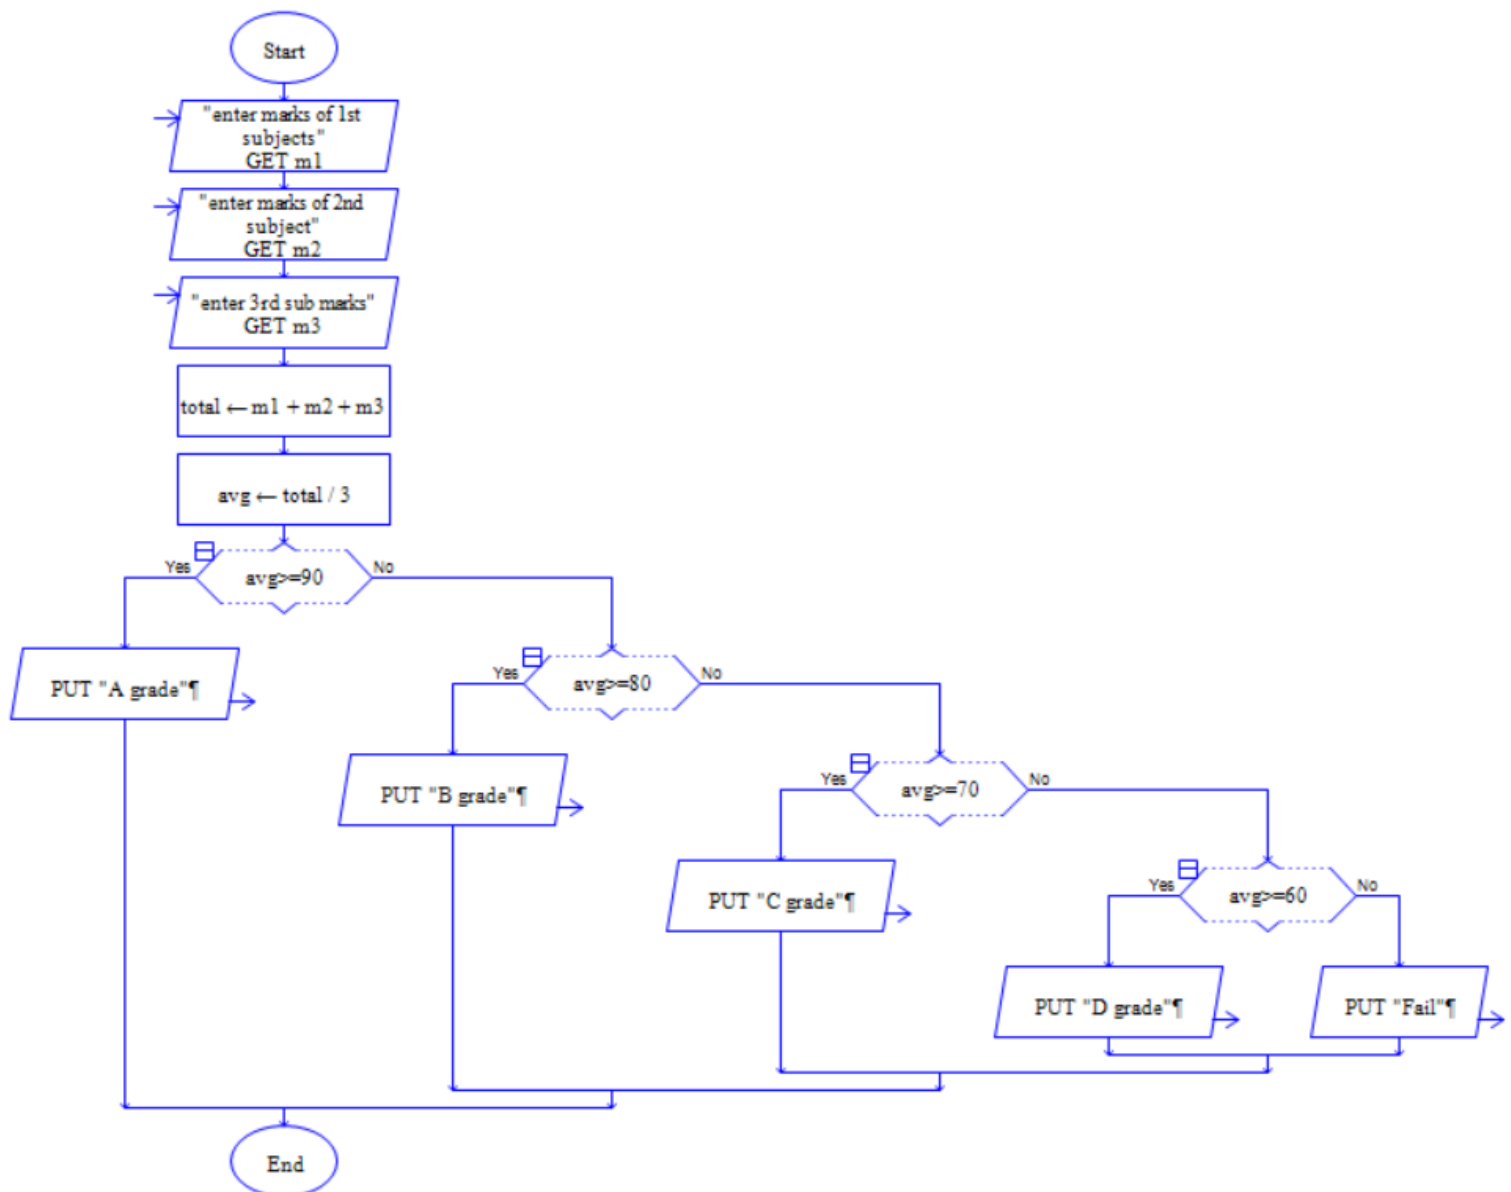 Start
"enter marks of 1st
subjects"
GET m1
"enter marks of 2nd
subject"
GET m2
"enter 3rd sub marks"
GET m3
total ← m1 + m2 + m3
avg ← total / 3
Yes
avg>=90
No
PUT "A grade"¶
Yes
avg>=80
No
PUT "B grade"¶
Yes
avg>=70
No
PUT "C grade"¶
Yes
avg>=60
No
PUT "D grade"¶
PUT "Fail"¶
End